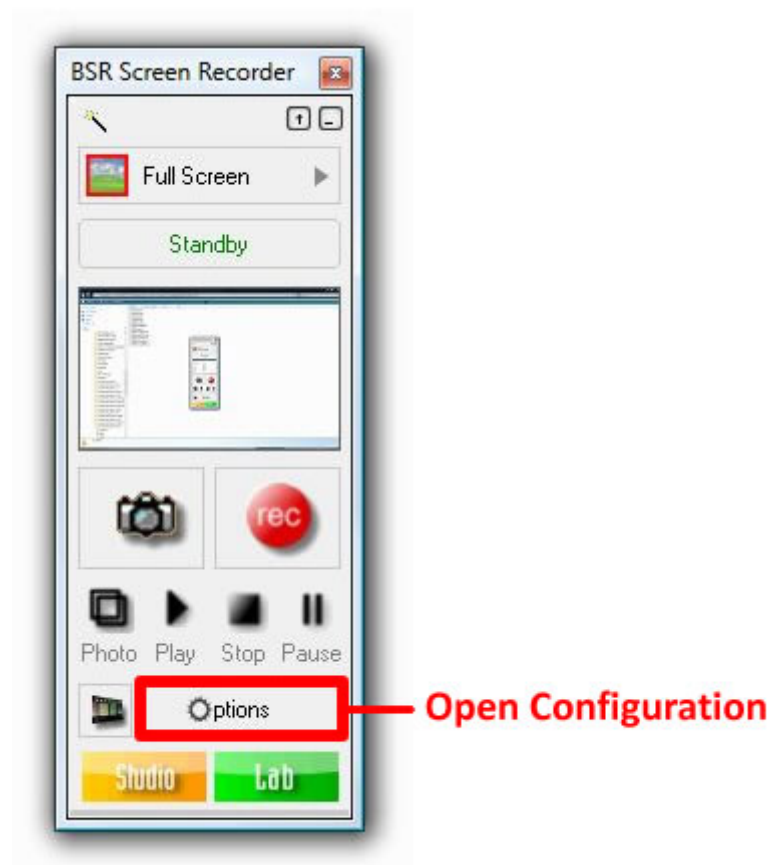 BSR Screen Recorder
Full Screen
Standby
rec
Photo Play Stop Pause
Options
Open Configuration
Studio Lab